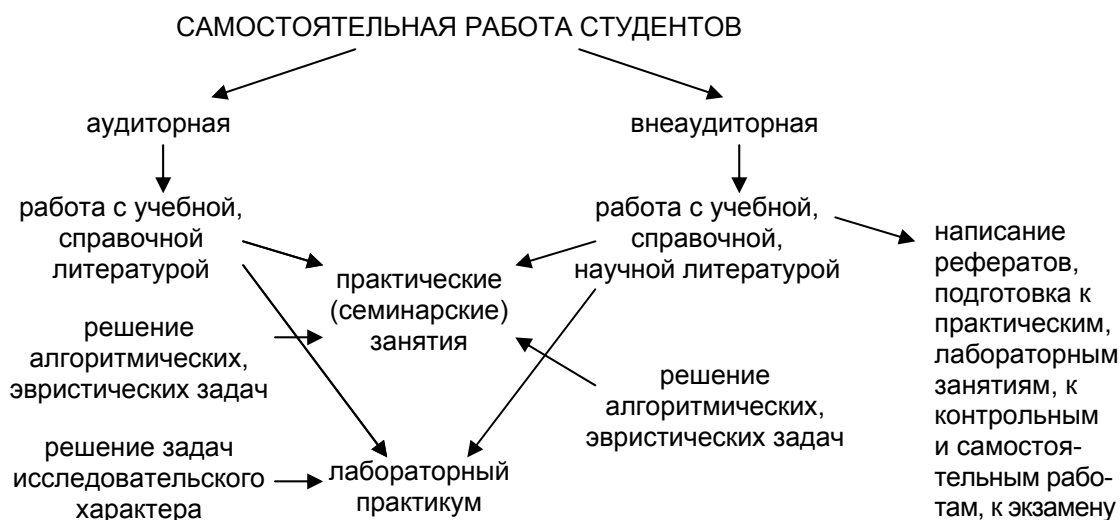 САМОСТОЯТЕЛЬНАЯ РАБОТА СТУДЕНТОВ
аудиторная
внеаудиторная
работа с учебной,
справочной
литературой
работа с учебной,
справочной,
научной литературой
написание
рефератов,
подготовка к
практическим,
лабораторным
занятиям, к
контрольным
и самостоя-
тельным рабо-
там, к экзамену
практические
(семинарские)
занятия
решение
алгоритмических,
эвристических задач
решение
алгоритмических,
эвристических задач
решение задач
исследовательского
характера
лабораторный
практикум